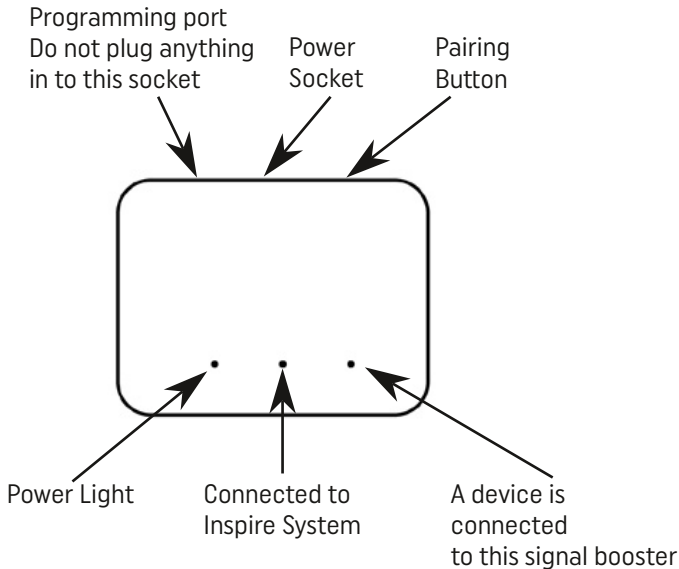 Programming port
Do not plug anything
in to this socket
Power
Socket
Pairing
Button
Power Light
Connected to
Inspire System
A device is
connected
to this signal booster